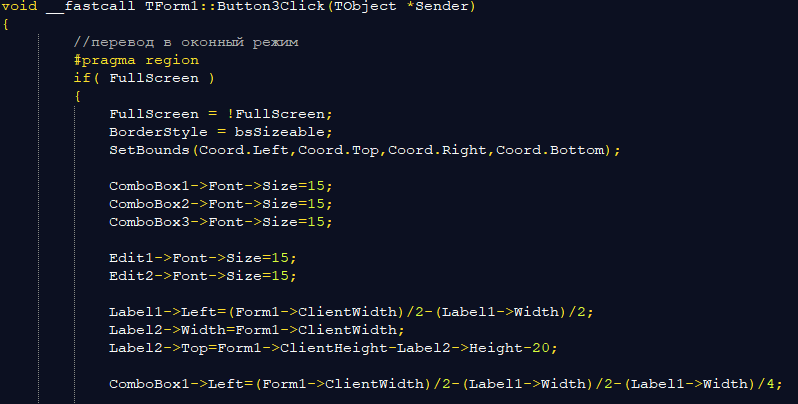 void __fastcall TForm1::Button3Click(TObject *Sender)
{
//перевод в оконный режим
#pragma region
if( FullScreen )
{
FullScreen = !FullScreen;
BorderStyle = bsSizeable;
SetBounds(Coord.Left,Coord.Top,Coord.Right,Coord.Bottom);
ComboBox1->Font->Size=15;
ComboBox2->Font->Size=15;
ComboBox3->Font->Size=15;
Edit1->Font->Size=15;
Edit2->Font->Size=15;
Label1->Left=(Form1->ClientWidth)/2-(Label1->Width)/2;
Label2->Width=Form1->ClientWidth;
Label2->Top=Form1->ClientHeight-Label2->Height-20;
ComboBox1->Left=(Form1->ClientWidth)/2-(Label1->Width)/2-(Label1->Width)/4;